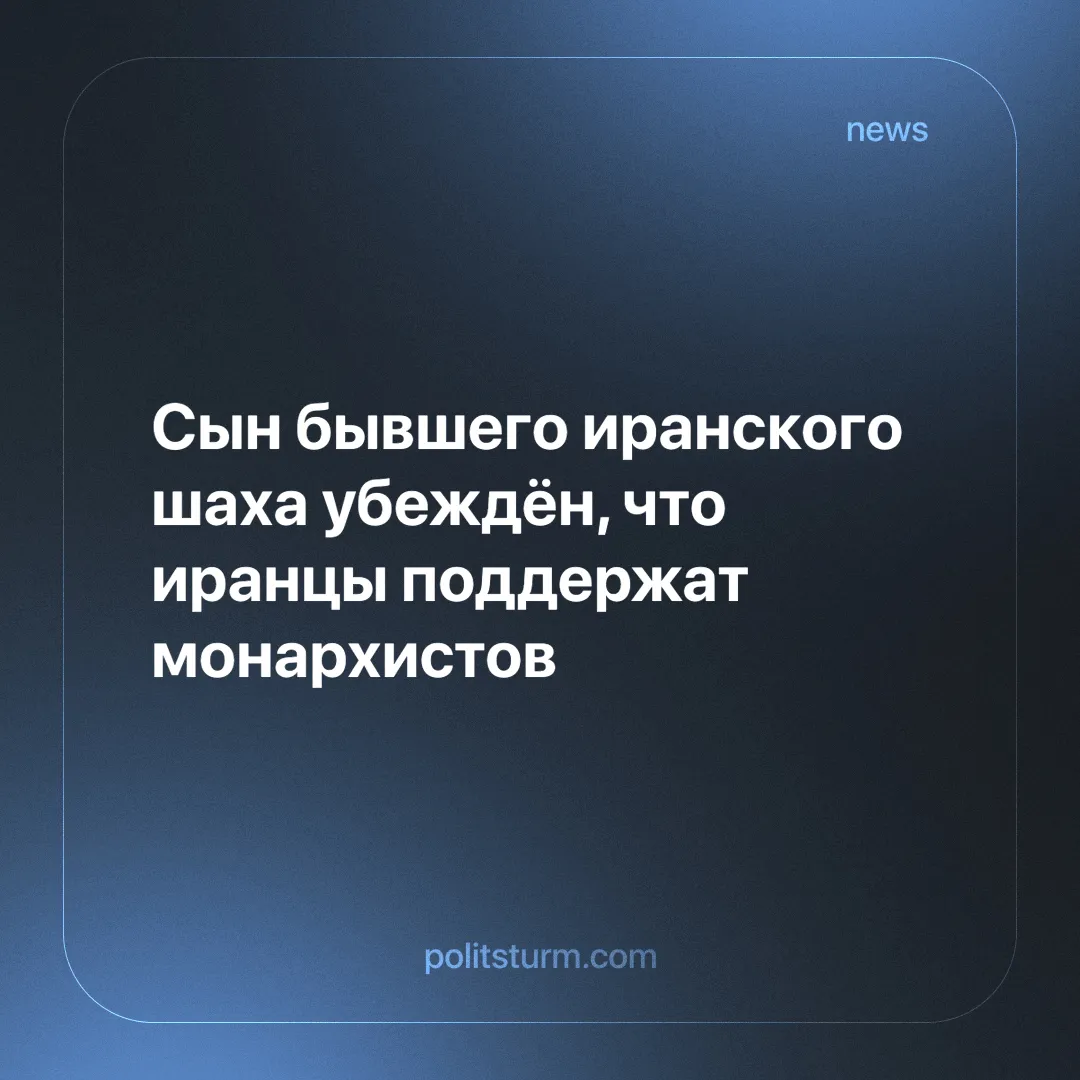 news
Сын бывшего иранского
шаха убеждён, что
иранцы поддержат
монархистов
politsturm.com